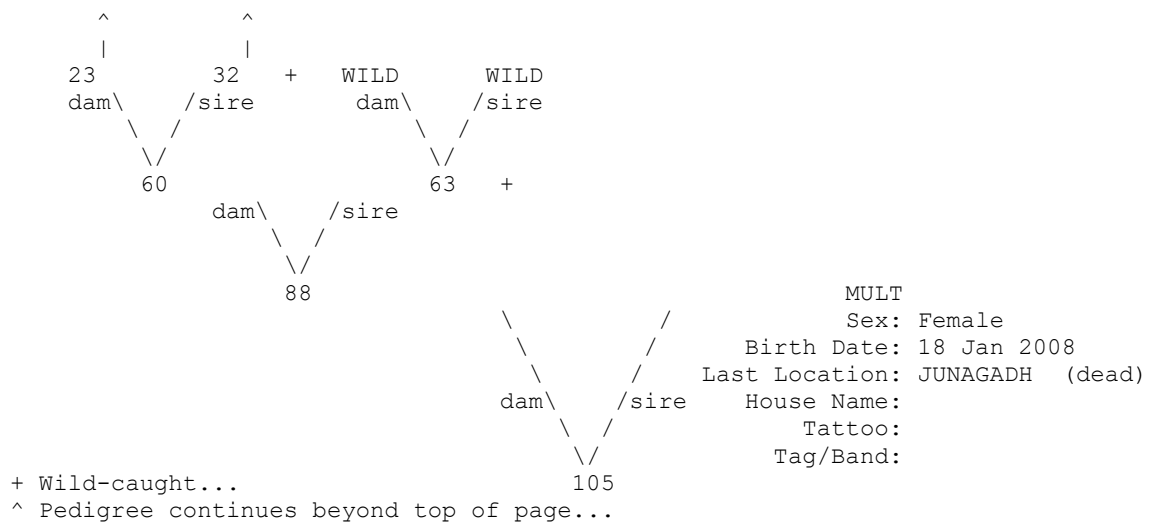 ^ ^
23 32 + WILD WILD
dam\ /sire dam\ /sire
60 63 +
dam\ /sire
88 MULT
Sex: Female
Birth Date: 18 Jan 2008
Last Location: JUNAGADH (dead)
dam\ /sire House Name:
Tattoo:
Tag/Band:
+ Wild-caught... 105
^ Pedigree continues beyond top of page...